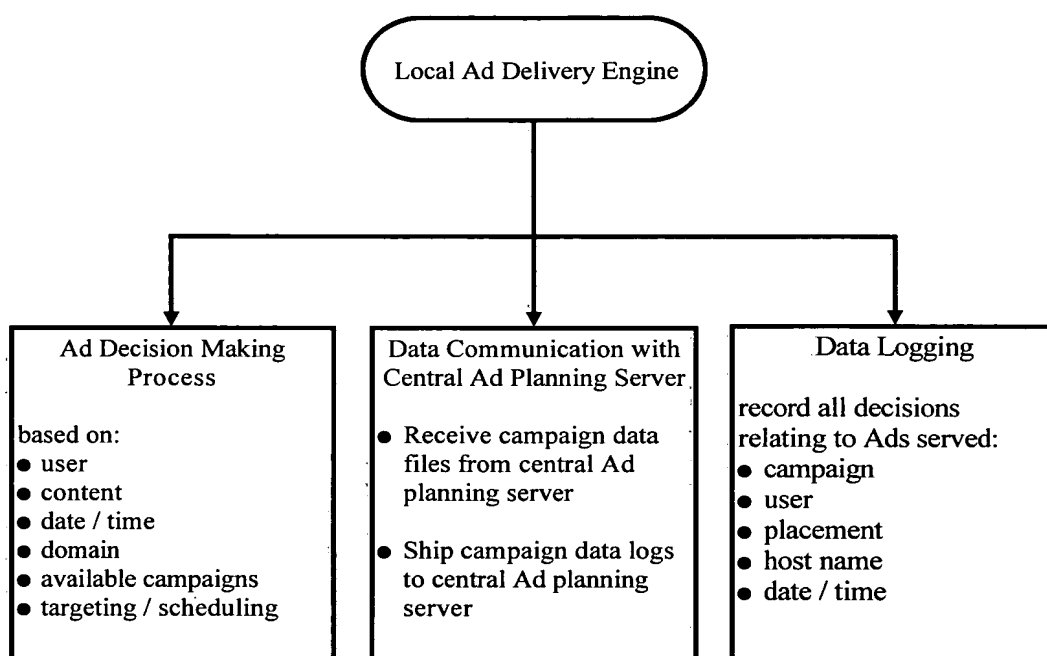 Local Ad Delivery Engine
Ad Decision Making
Process
based on:
● user
● content
● date / time
● domain
● available campaigns
● targeting / scheduling
Data Communication with
Central Ad Planning Server
● Receive campaign data
files from central Ad
planning server
● Ship campaign data logs
to central Ad planning
server
Data Logging
record all decisions
relating to Ads served:
● campaign
● user
● placement
● host name
● date / time